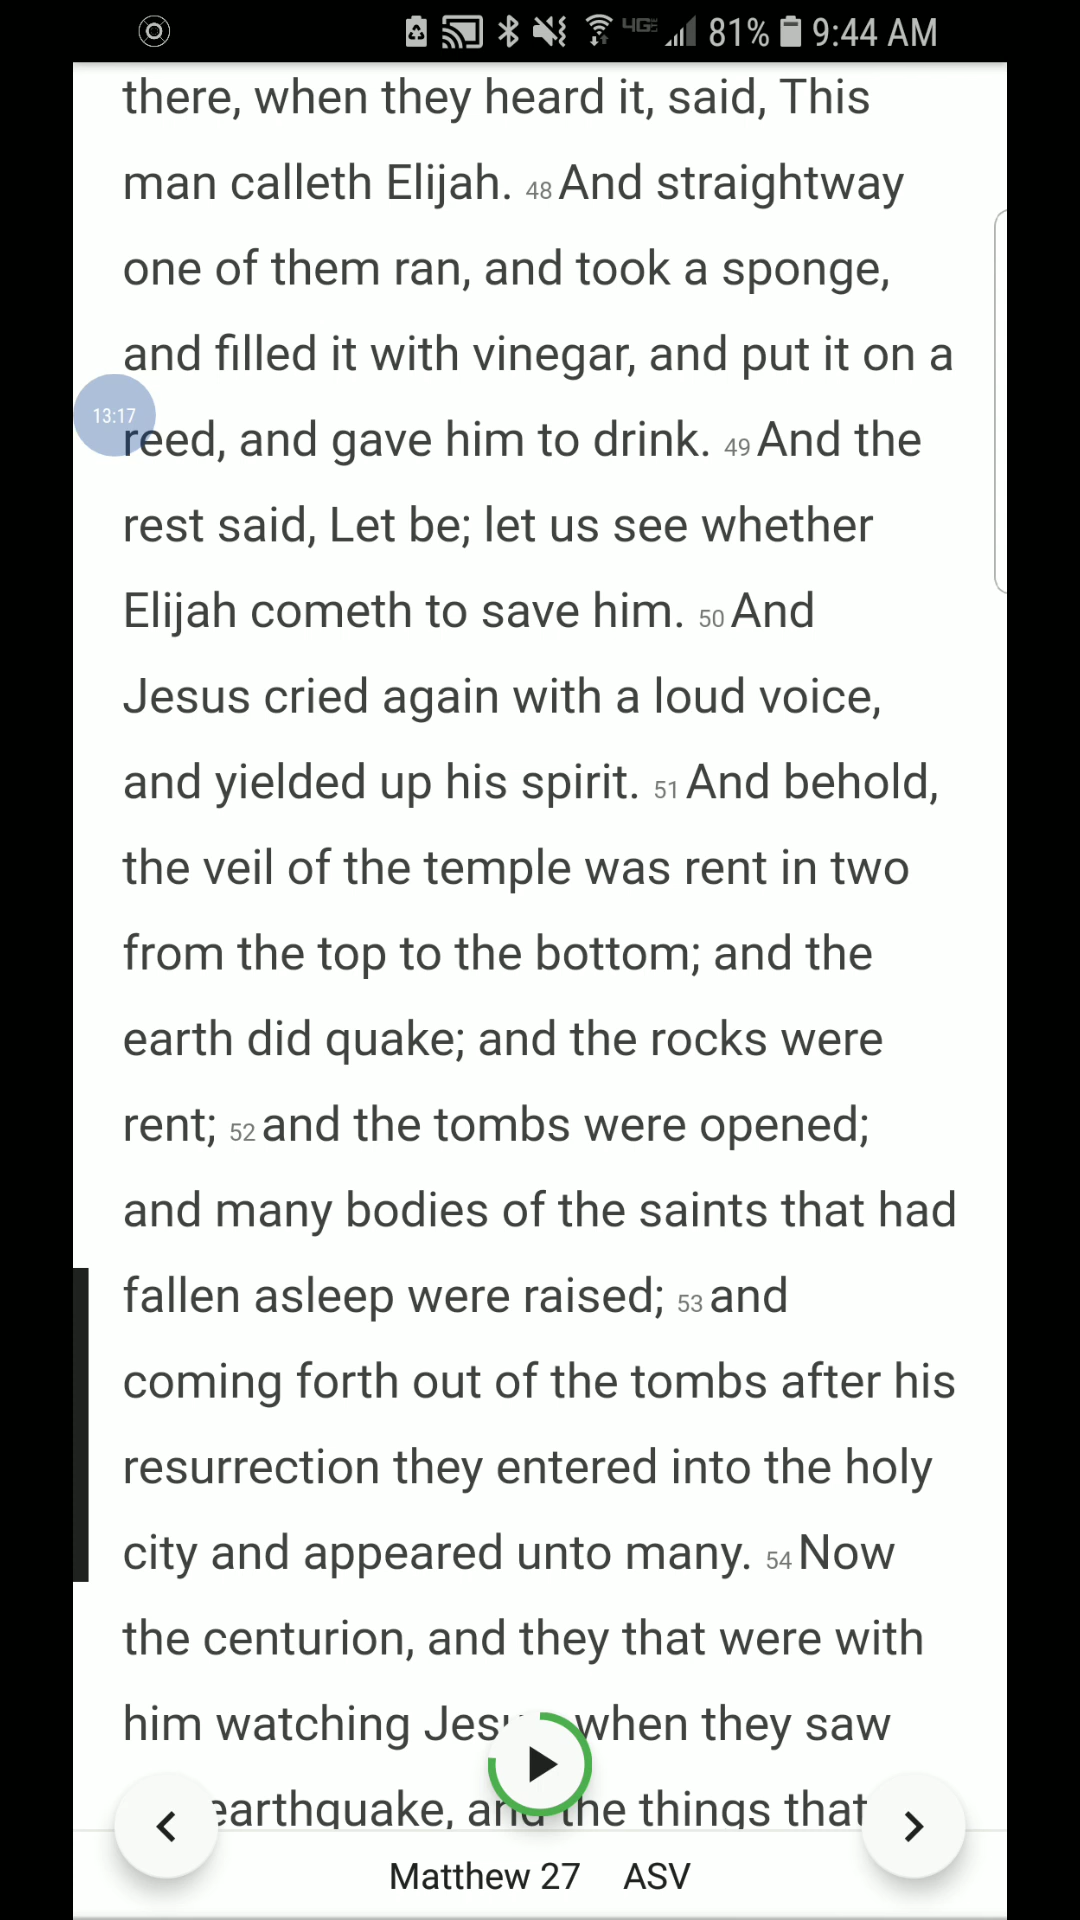 4G 81% 9:44 AM
there, when they heard it, said, This
man calleth Elijah. 48 And straightway
one of them ran, and took a sponge,
and filled it with vinegar, and put it on a
13:17
reed, and gave him to drink. 49 And the
rest said, Let be; let us see whether
Elijah cometh to save him. 50 And
Jesus cried again with a loud voice,
and yielded up his spirit. 51 And behold,
the veil of the temple was rent in two
from the top to the bottom; and the
earth did quake; and the rocks were
rent; 52 and the tombs were opened;
and many bodies of the saints that had
fallen asleep were raised; 53 and
coming forth out of the tombs after his
resurrection they entered into the holy
city and appeared unto many. 54 Now
the centurion, and they that were with
him watching when they saw
earthquake, the things that
Matthew 27 ASV